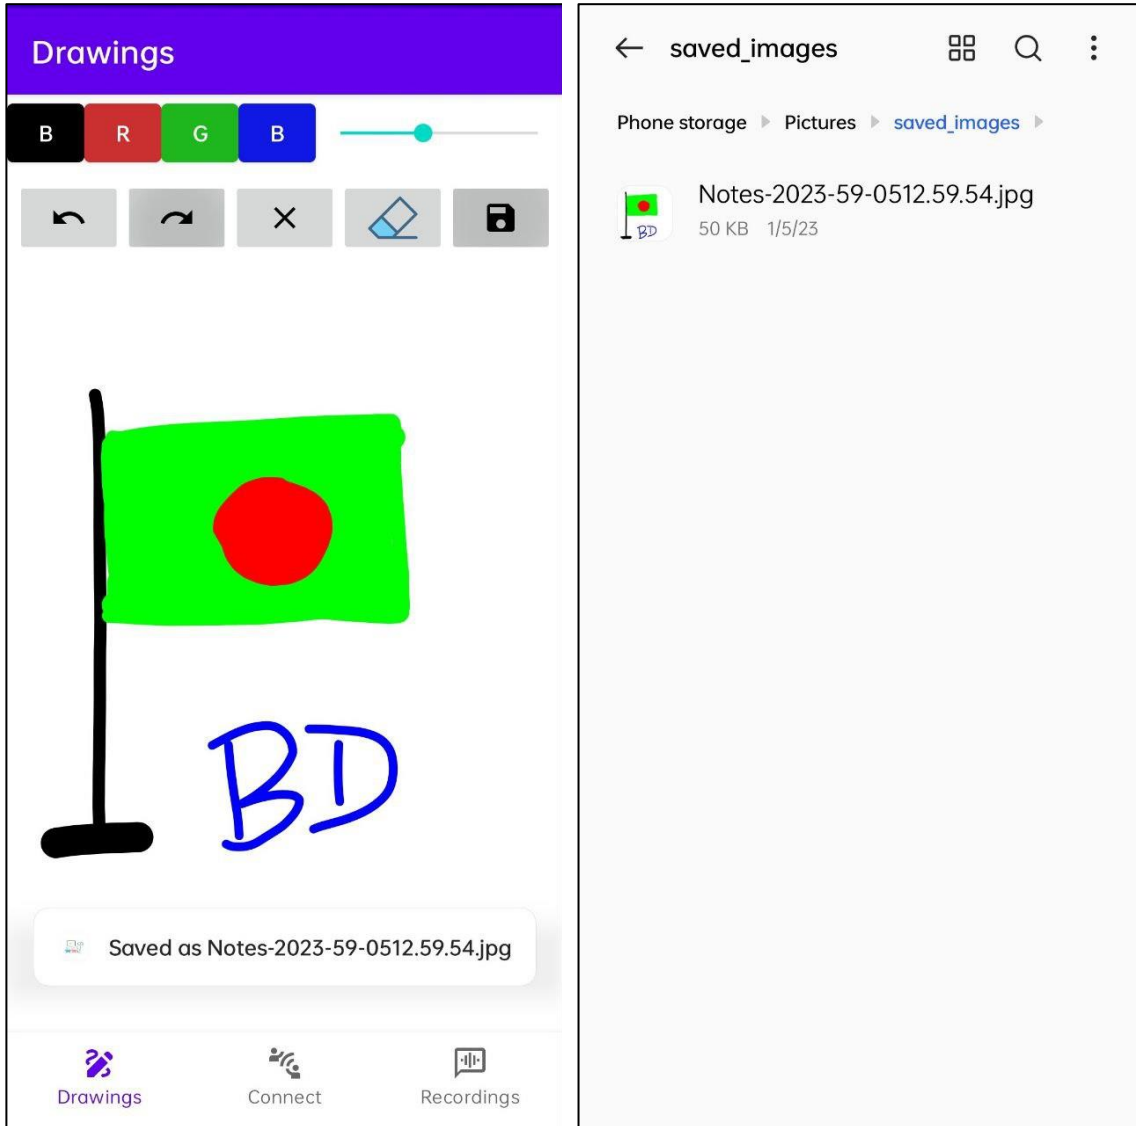 Drawings
B R G B
BD
Saved as Notes-2023-59-0512.59.54.jpg
Drawings Connect Recordings
saved_images
Phone storage Pictures saved_images
Notes-2023-59-0512.59.54.jpg
50 KB 1/5/23
BD